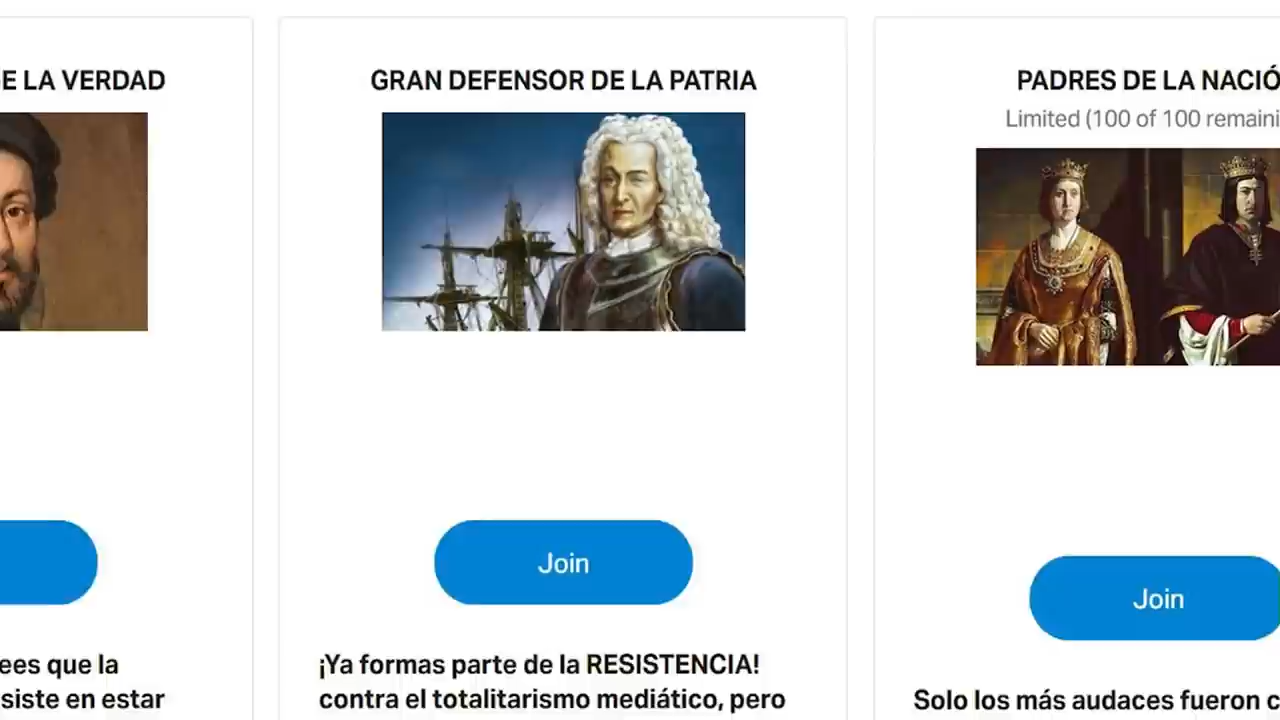 E LA VERDAD
ees que la
siste en estar
GRAN DEFENSOR DE LA PATRIA
Join
¡Ya formas parte de la RESISTENCIA!
contra el totalitarismo mediático, pero
PADRES DE LA NACIÓ
Limited (100 of 100 remaini
Join
Solo los más audaces fueron c